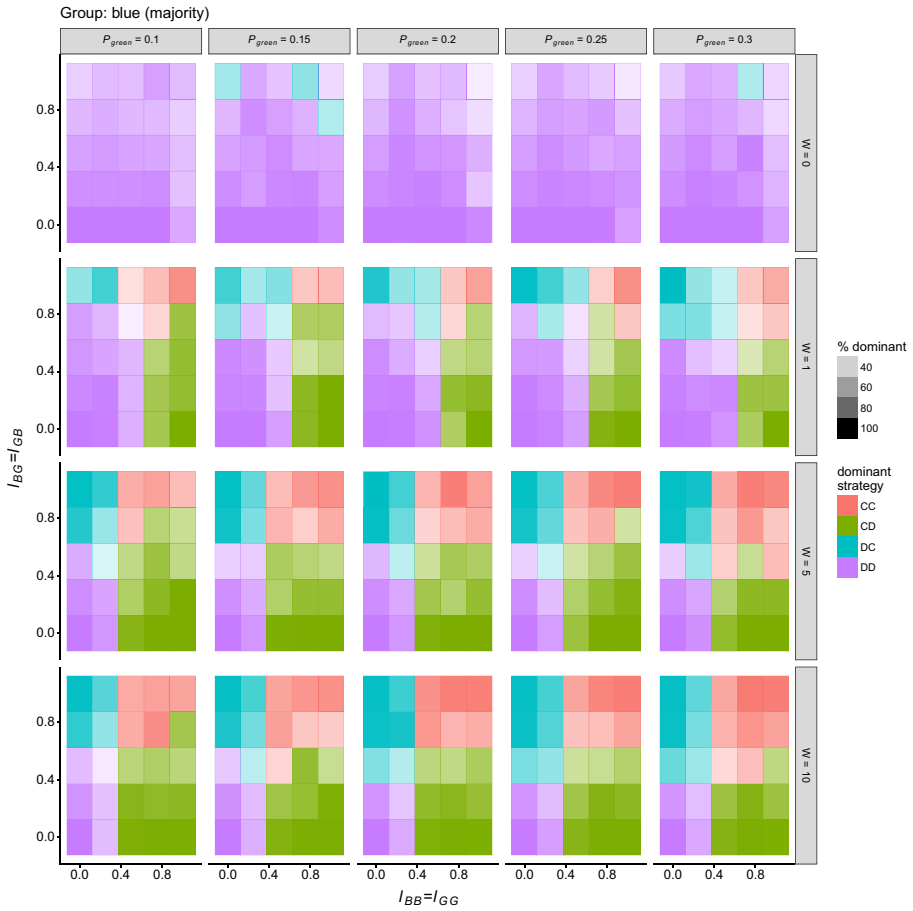 Group: blue (majority)
P_green = 0.1 P_green = 0.15 P_green = 0.2 P_green = 0.25 P_green = 0.3
0.8
0.4
0.0
W = 0
0.8
0.4
0.0
W = 1
0.8
0.4
0.0
W = 5
0.8
0.4
0.0
W = 10
I_BG=I_GB
0.0 0.4 0.8 0.0 0.4 0.8 0.0 0.4 0.8 0.0 0.4 0.8 0.0 0.4 0.8
I_BB=I_GG
% dominant
40
60
80
100
dominant
strategy
CC
CD
DC
DD